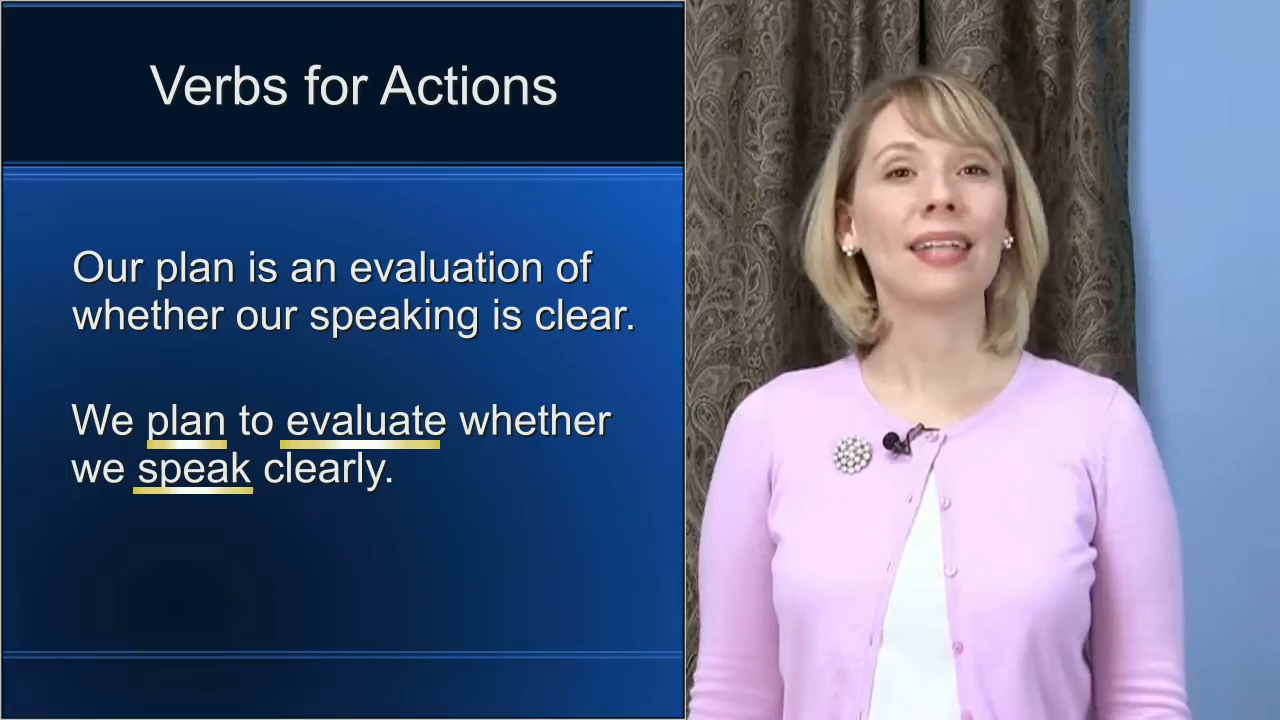 Verbs for Actions
Our plan is an evaluation of
whether our speaking is clear.
We plan to evaluate whether
we speak clearly.